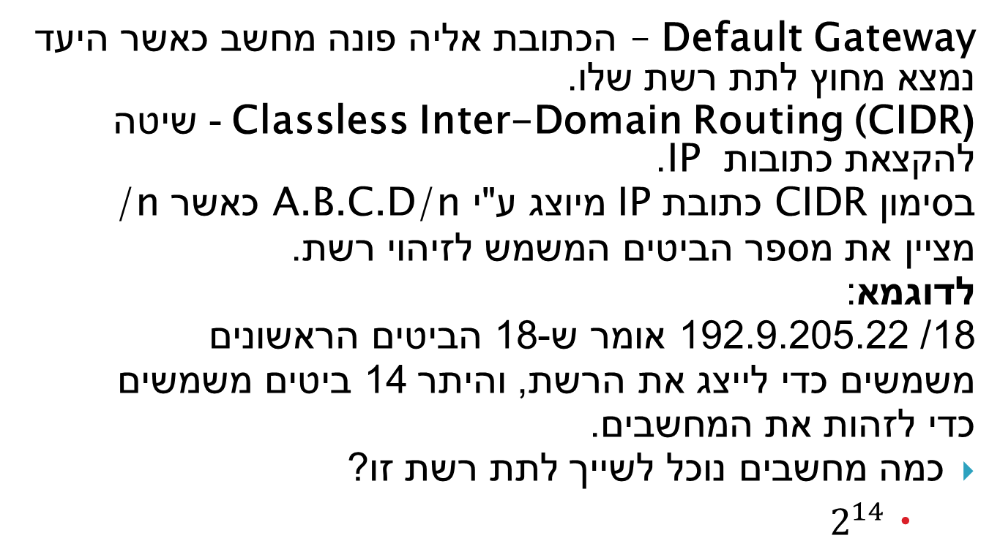 Default Gateway – הכתובת אליה פונה מחשב כאשר היעד
נמצא מחוץ לתת רשת שלו.
Classless Inter-Domain Routing (CIDR) - שיטה
להקצאת כתובות IP.
בסימון CIDR כתובת IP מיוצג ע"י A.B.C.D/n כאשר n/
מציין את מספר הביטים המשמש לזיהוי רשת.
לדוגמא:
192.9.205.22 /18 אומר ש-18 הביטים הראשונים
משמשים כדי לייצג את הרשת, והיתר 14 ביטים משמשים
כדי לזהות את המחשבים.
כמה מחשבים נוכל לשייך לתת רשת זו?
• 2¹⁴